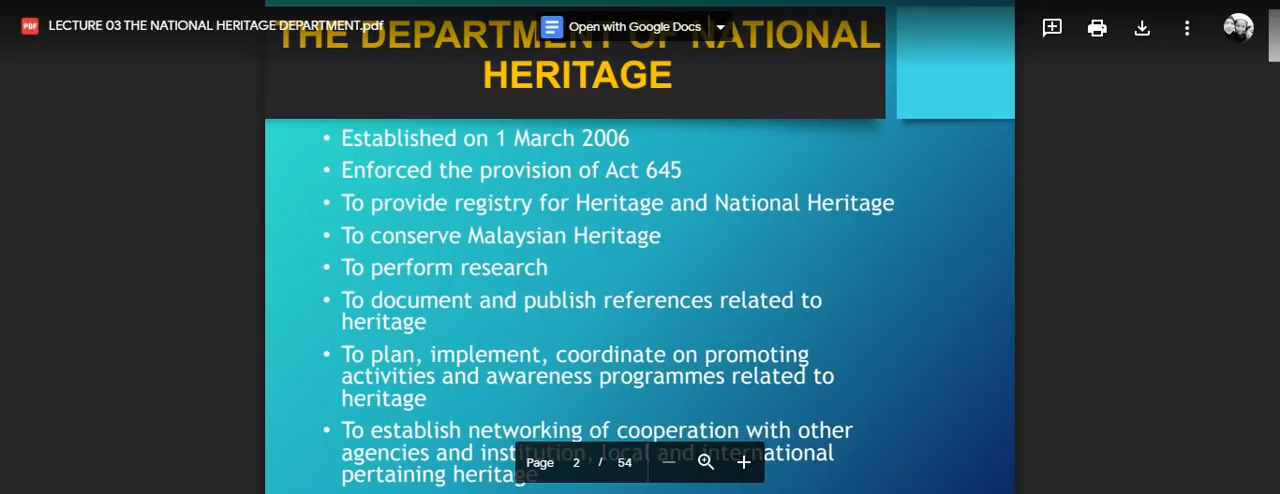 LECTURE 03 THE NATIONAL HERITAGE DEPARTMENT.pdf
Open with Google Docs
THE DEPARTMENT OF NATIONAL
HERITAGE
• Established on 1 March 2006
• Enforced the provision of Act 645
• To provide registry for Heritage and National Heritage
• To conserve Malaysian Heritage
• To perform research
• To document and publish references related to
heritage
• To plan, implement, coordinate on promoting
activities and awareness programmes related to
heritage
• To establish networking of cooperation with other
agencies and institution, local and international
pertaining heritage
Page 2 / 54